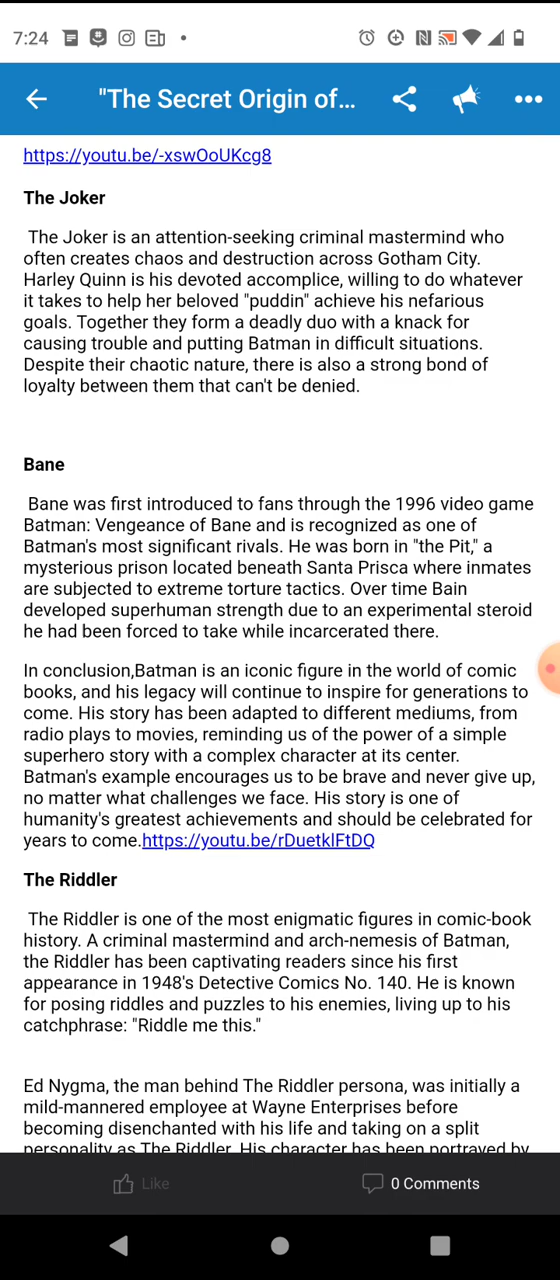 7:24
"The Secret Origin of...
https://youtu.be/-xswOoUKcg8
The Joker
The Joker is an attention-seeking criminal mastermind who
often creates chaos and destruction across Gotham City.
Harley Quinn is his devoted accomplice, willing to do whatever
it takes to help her beloved "puddin" achieve his nefarious
goals. Together they form a deadly duo with a knack for
causing trouble and putting Batman in difficult situations.
Despite their chaotic nature, there is also a strong bond of
loyalty between them that can't be denied.
Bane
Bane was first introduced to fans through the 1996 video game
Batman: Vengeance of Bane and is recognized as one of
Batman's most significant rivals. He was born in "the Pit," a
mysterious prison located beneath Santa Prisca where inmates
are subjected to extreme torture tactics. Over time Bain
developed superhuman strength due to an experimental steroid
he had been forced to take while incarcerated there.
In conclusion,Batman is an iconic figure in the world of comic
books, and his legacy will continue to inspire for generations to
come. His story has been adapted to different mediums, from
radio plays to movies, reminding us of the power of a simple
superhero story with a complex character at its center.
Batman's example encourages us to be brave and never give up,
no matter what challenges we face. His story is one of
humanity's greatest achievements and should be celebrated for
years to come.https://youtu.be/rDuetklFtDQ
The Riddler
The Riddler is one of the most enigmatic figures in comic-book
history. A criminal mastermind and arch-nemesis of Batman,
the Riddler has been captivating readers since his first
appearance in 1948's Detective Comics No. 140. He is known
for posing riddles and puzzles to his enemies, living up to his
catchphrase: "Riddle me this."
Ed Nygma, the man behind The Riddler persona, was initially a
mild-mannered employee at Wayne Enterprises before
becoming disenchanted with his life and taking on a split
personality as The Riddler. His character has been portrayed by
Like
0 Comments